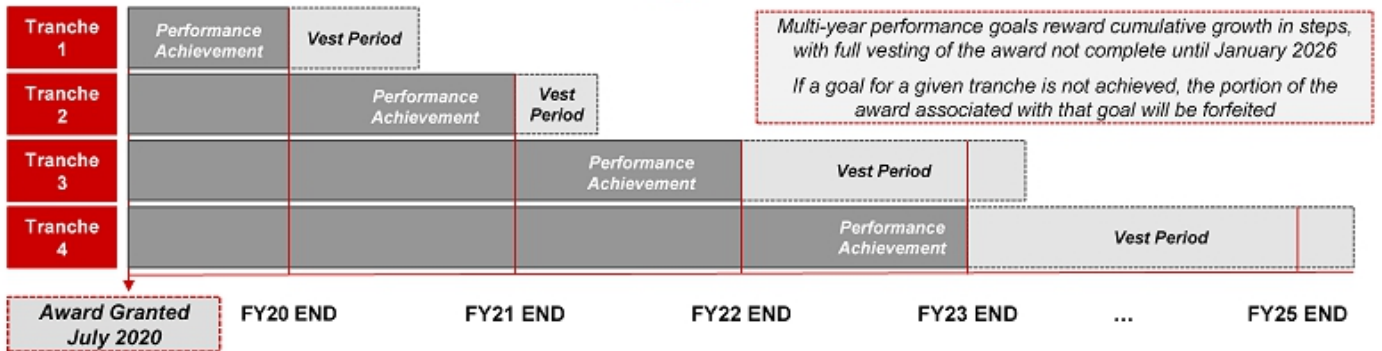 Tranche
1
Performance
Achievement
Vest Period
Multi-year performance goals reward cumulative growth in steps,
with full vesting of the award not complete until January 2026
If a goal for a given tranche is not achieved, the portion of the
award associated with that goal will be forfeited
Tranche
2
Performance
Achievement
Vest
Period
Tranche
3
Performance
Achievement
Vest Period
Tranche
4
Performance
Achievement
Vest Period
Award Granted
July 2020
FY20 END
FY21 END
FY22 END
FY23 END
...
FY25 END